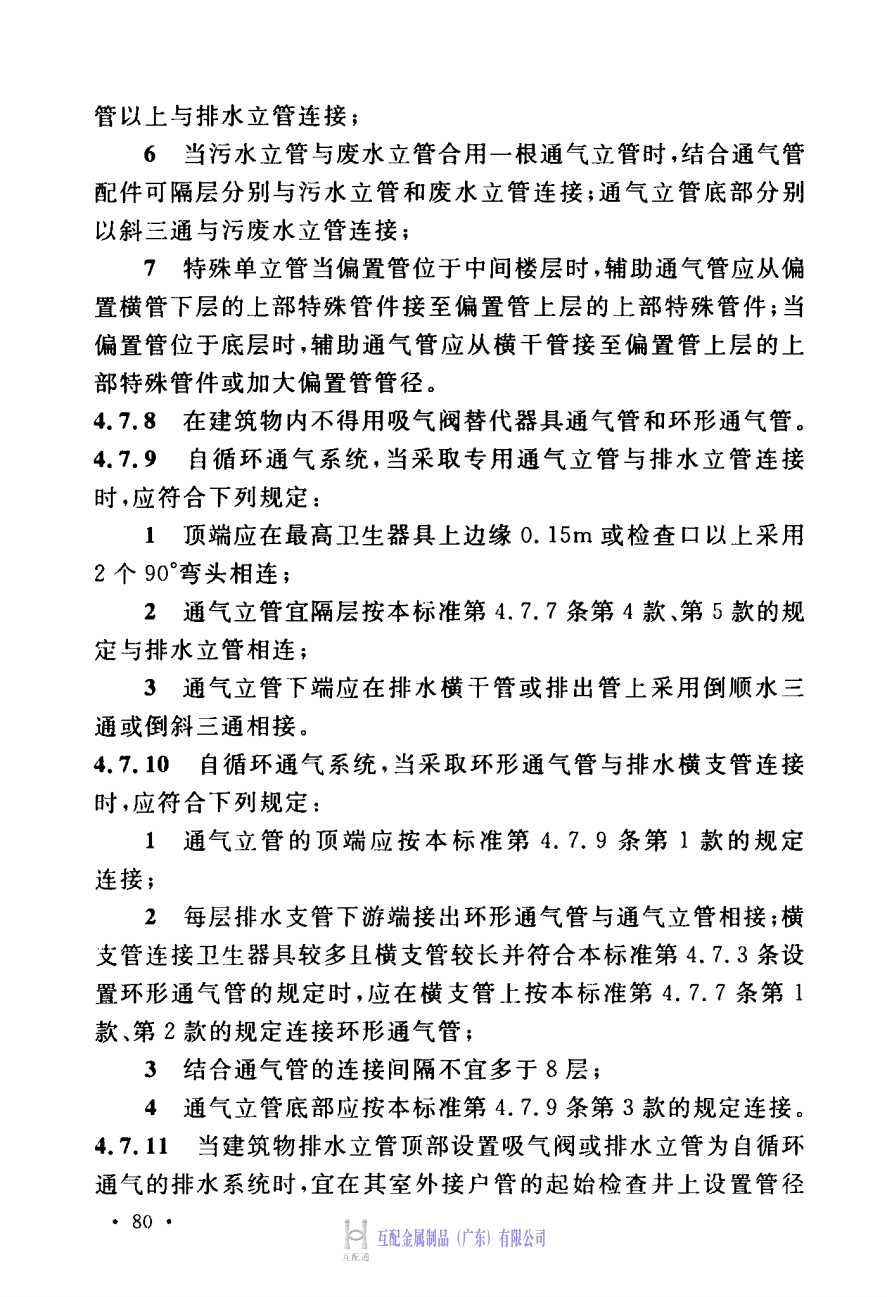 管以上与排水立管连接；
6 当污水立管与废水立管合用一根通气立管时，结合通气管
配件可隔层分别与污水立管和废水立管连接；通气立管底部分别
以斜三通与污废水立管连接；
7 特殊单立管当偏置管位于中间楼层时，辅助通气管应从偏
置横管下层的上部特殊管件接至偏置管上层的上部特殊管件；当
偏置管位于底层时，辅助通气管应从横干管接至偏置管上层的上
部特殊管件或加大偏置管管径。
4.7.8 在建筑物内不得用吸气阀替代器具通气管和环形通气管。
4.7.9 自循环通气系统，当采取专用通气立管与排水立管连接
时，应符合下列规定：
1 顶端应在最高卫生器具上边缘 0.15m 或检查口以上采用
2 个 90°弯头相连；
2 通气立管宜隔层按本标准第 4.7.7 条第 4 款、第 5 款的规
定与排水立管相连；
3 通气立管下端应在排水横干管或排出管上采用倒顺水三
通或倒斜三通相接。
4.7.10 自循环通气系统，当采取环形通气管与排水横支管连接
时，应符合下列规定：
1 通气立管的顶端应按本标准第 4.7.9 条第 1 款的规定
连接；
2 每层排水支管下游端接出环形通气管与通气立管相接；横
支管连接卫生器具较多且横支管较长并符合本标准第 4.7.3 条设
置环形通气管的规定时，应在横支管上按本标准第 4.7.7 条第 1
款、第 2 款的规定连接环形通气管；
3 结合通气管的连接间隔不宜多于 8 层；
4 通气立管底部应按本标准第 4.7.9 条第 3 款的规定连接。
4.7.11 当建筑物排水立管顶部设置吸气阀或排水立管为自循环
通气的排水系统时，宜在其室外接户管的起始检查井上设置管径
• 80 •
互配金属制品（广东）有限公司
互配通